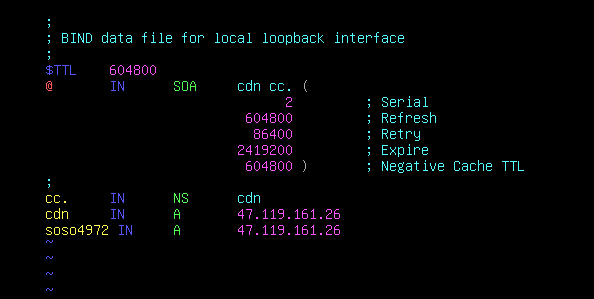 ;
; BIND data file for local loopback interface
;
$TTL    604800
@       IN      SOA     cdn cc. (
                              2         ; Serial
                         604800         ; Refresh
                          86400         ; Retry
                        2419200         ; Expire
                         604800 )       ; Negative Cache TTL
;
cc.     IN      NS      cdn
cdn     IN      A       47.119.161.26
soso4972 IN     A       47.119.161.26
~
~
~
~